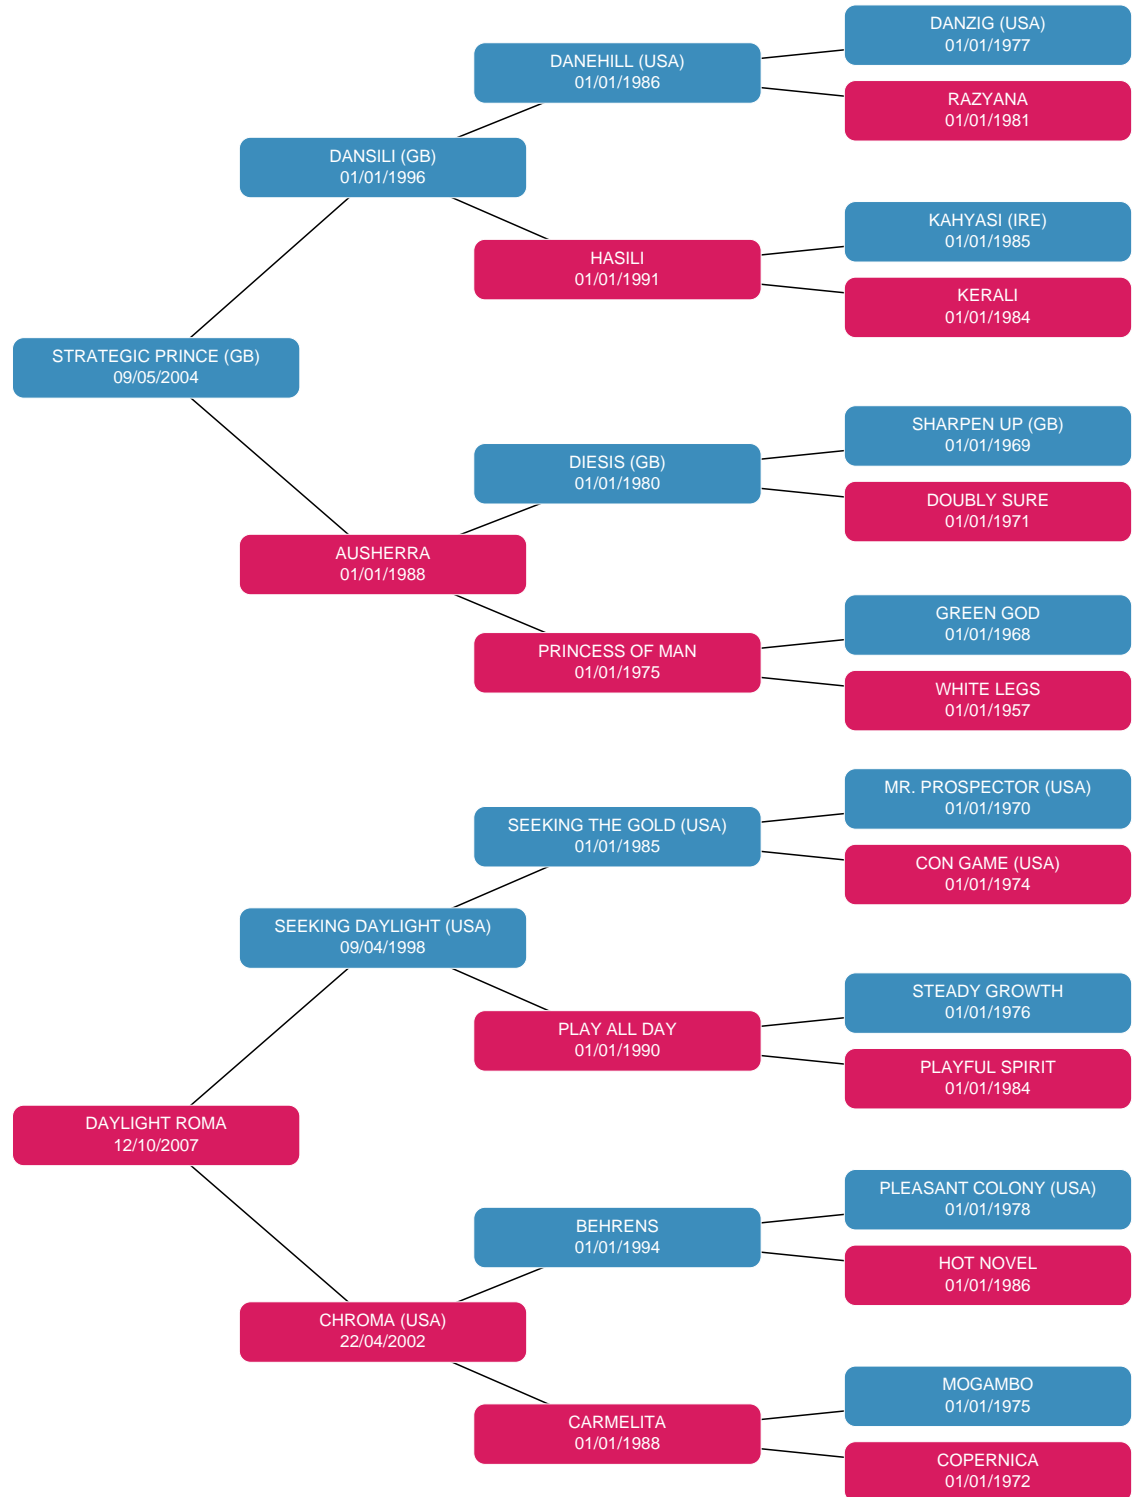 DANZIG (USA)
01/01/1977
DANEHILL (USA)
01/01/1986
RAZYANA
01/01/1981
DANSILI (GB)
01/01/1996
KAHYASI (IRE)
01/01/1985
HASILI
01/01/1991
KERALI
01/01/1984
STRATEGIC PRINCE (GB)
09/05/2004
SHARPEN UP (GB)
01/01/1969
DIESIS (GB)
01/01/1980
DOUBLY SURE
01/01/1971
AUSHERRA
01/01/1988
GREEN GOD
01/01/1968
PRINCESS OF MAN
01/01/1975
WHITE LEGS
01/01/1957
MR. PROSPECTOR (USA)
01/01/1970
SEEKING THE GOLD (USA)
01/01/1985
CON GAME (USA)
01/01/1974
SEEKING DAYLIGHT (USA)
09/04/1998
STEADY GROWTH
01/01/1976
PLAY ALL DAY
01/01/1990
PLAYFUL SPIRIT
01/01/1984
DAYLIGHT ROMA
12/10/2007
PLEASANT COLONY (USA)
01/01/1978
BEHRENS
01/01/1994
HOT NOVEL
01/01/1986
CHROMA (USA)
22/04/2002
MOGAMBO
01/01/1975
CARMELITA
01/01/1988
COPERNICA
01/01/1972